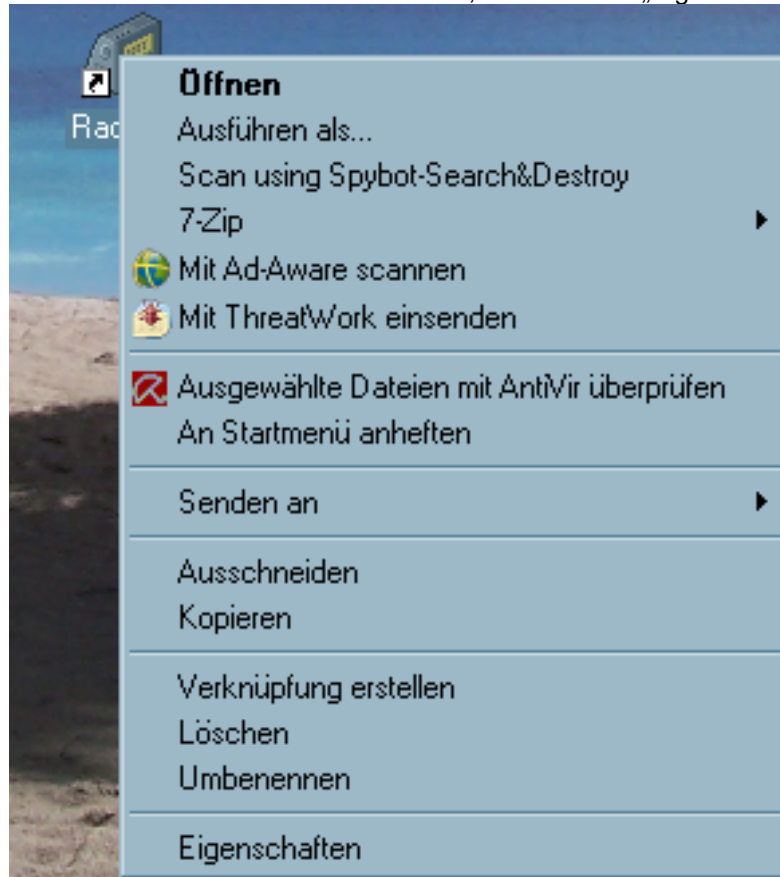 Rad
Öffnen
Ausführen als...
Scan using Spybot-Search&Destroy
7-Zip
Mit Ad-Aware scannen
Mit ThreatWork einsenden
Ausgewählte Dateien mit AntiVir überprüfen
An Startmenü anheften
Senden an
Ausschneiden
Kopieren
Verknüpfung erstellen
Löschen
Umbenennen
Eigenschaften